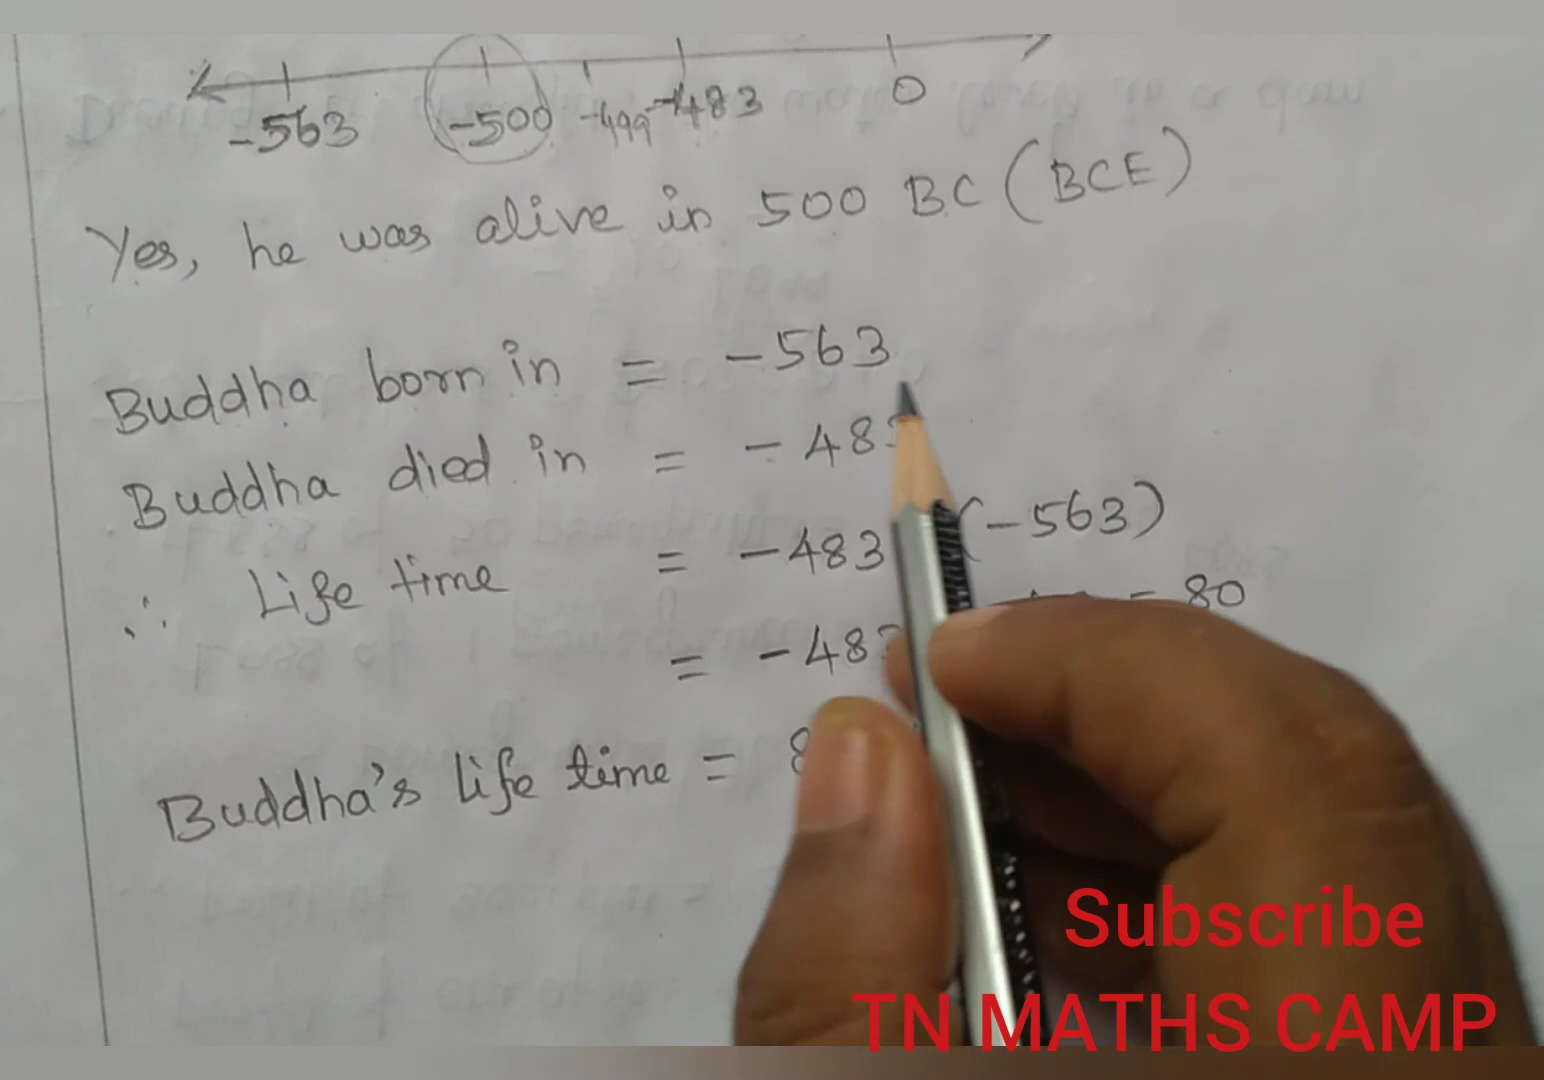 -563 -500 -499 -483 0
Yes, he was alive in 500 BC (BCE)
Buddha born in = -563
Buddha died in = -48
∴ Life time = -483 (-563)
= -48 = 80
Buddha's life time = 8
Subscribe
TN MATHS CAMP